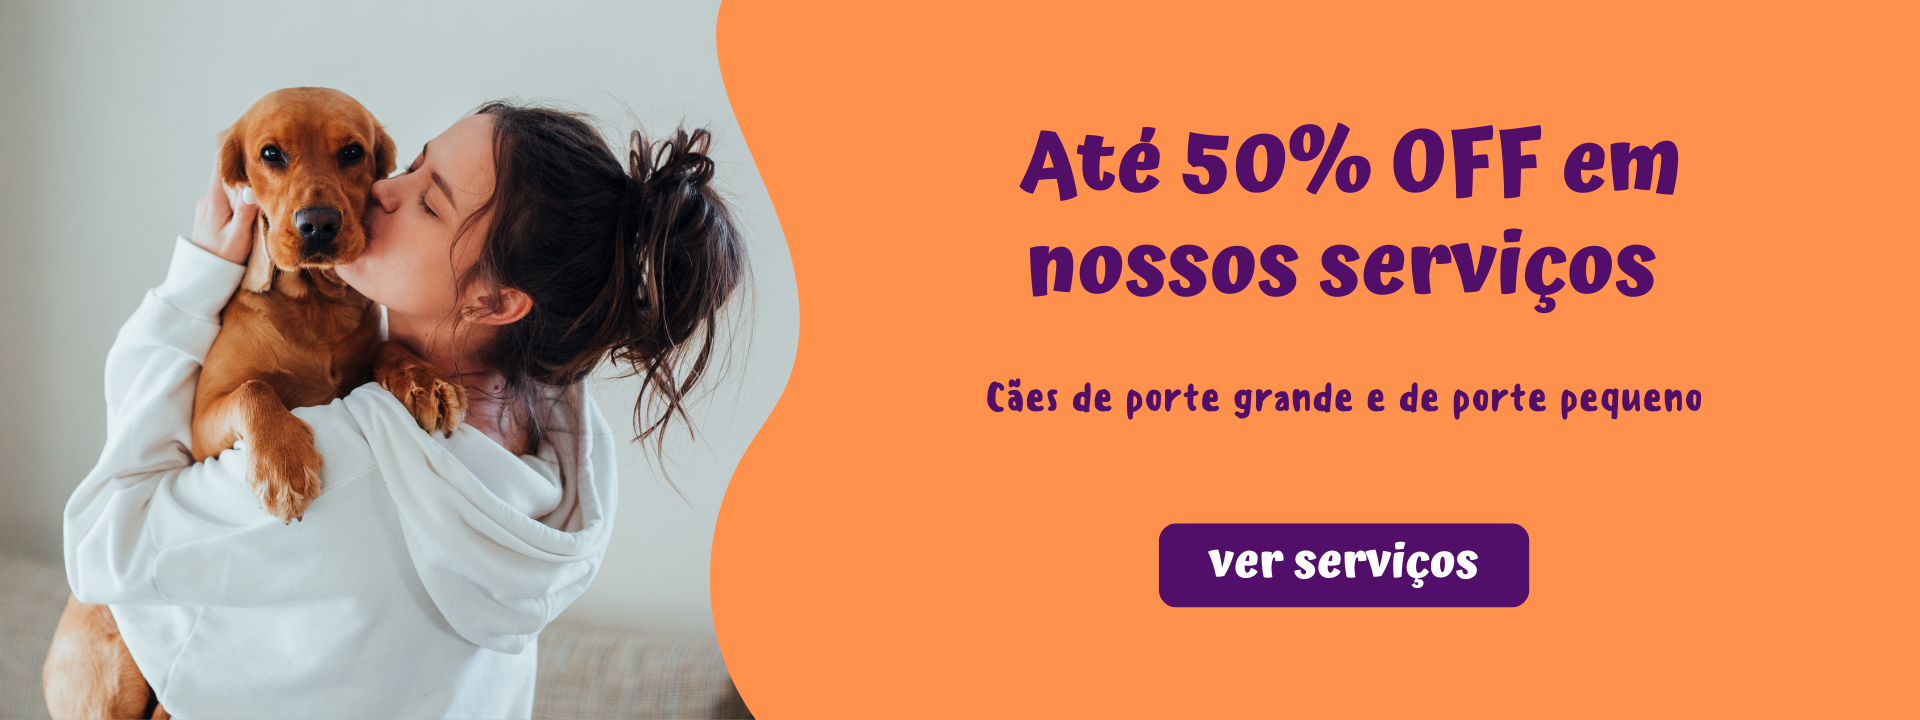 Até 50% OFF em
nossos serviços
Cães de porte grande e de porte pequeno
ver serviços